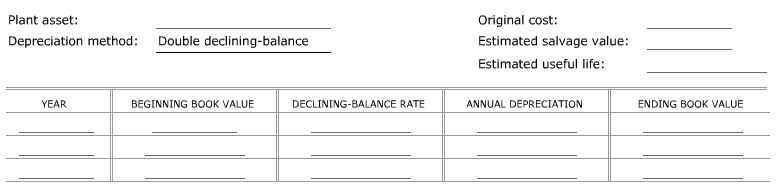 Plant asset:
Original cost:
Depreciation method: Double declining-balance
Estimated salvage value:
Estimated useful life:
YEAR BEGINNING BOOK VALUE DECLINING-BALANCE RATE ANNUAL DEPRECIATION ENDING BOOK VALUE